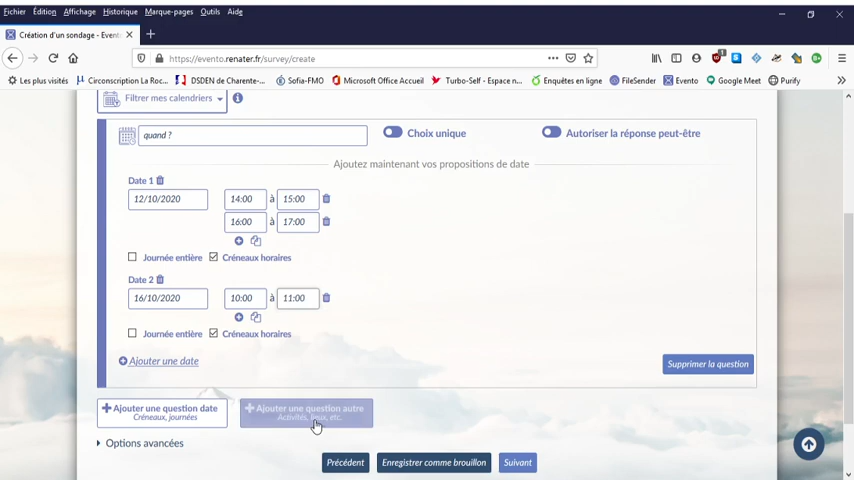 Fichier Édition Affichage Historique Marque-pages Outils Aide
Création d'un sondage - Evento
https://evento.renater.fr/survey/create
Les plus visités Circonscription La Roc... DSDEN de Charente-... Sofia-FMO Microsoft Office Accueil Turbo-Self - Espace n... Enquêtes en ligne FileSender Evento Google Meet Purify
Filtrer mes calendriers
quand ? Choix unique Autoriser la réponse peut-être
Ajoutez maintenant vos propositions de date
Date 1
12/10/2020 14:00 à 15:00
16:00 à 17:00
Journée entière Créneaux horaires
Date 2
16/10/2020 10:00 à 11:00
Journée entière Créneaux horaires
Ajouter une date
Supprimer la question
Ajouter une question date Ajouter une question autre
Créneaux, journées Activités, lieux, etc.
Options avancées
Précédent Enregistrer comme brouillon Suivant